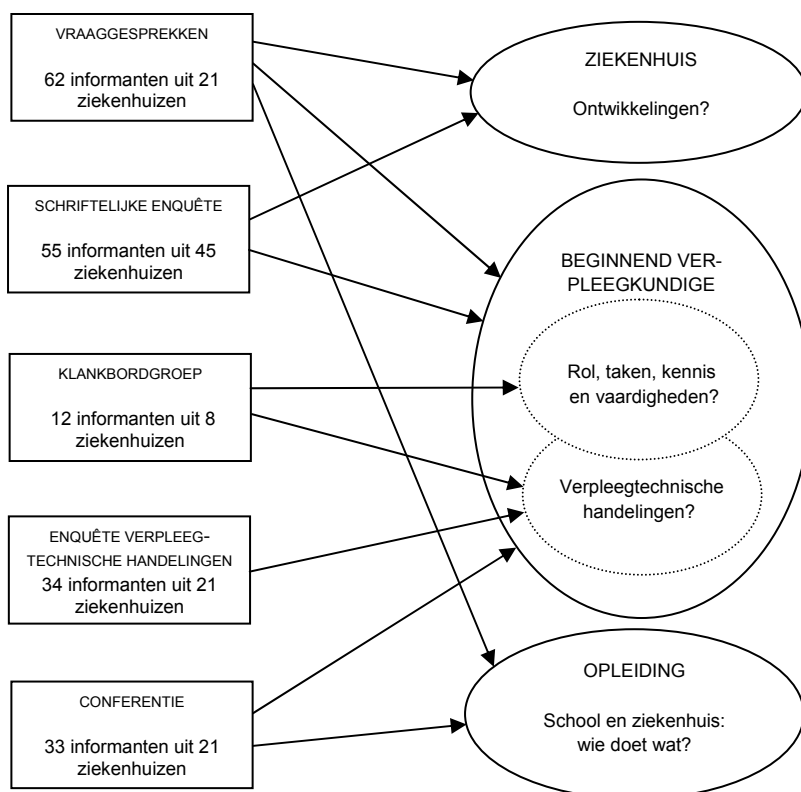 VRAAGGESPREKKEN
62 informanten uit 21
ziekenhuizen
SCHRIFTELIJKE ENQUÊTE
55 informanten uit 45
ziekenhuizen
KLANKBORDGROEP
12 informanten uit 8
ziekenhuizen
ENQUÊTE VERPLEEG-
TECHNISCHE HANDELINGEN
34 informanten uit 21
ziekenhuizen
CONFERENTIE
33 informanten uit 21
ziekenhuizen
ZIEKENHUIS
Ontwikkelingen?
BEGINNEND VER-
PLEEGKUNDIGE
Rol, taken, kennis
en vaardigheden?
Verpleegtechnische
handelingen?
OPLEIDING
School en ziekenhuis:
wie doet wat?